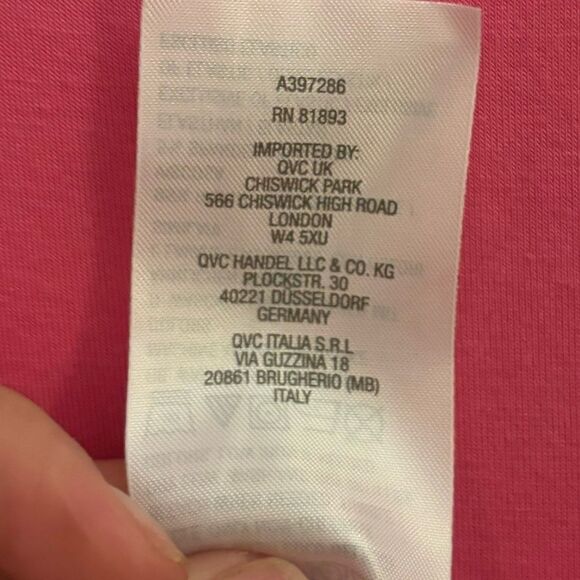 A397286
RN 81893
IMPORTED BY:
QVC UK
CHISWICK PARK
566 CHISWICK HIGH ROAD
LONDON
W4 5XU
QVC HANDEL LLC & CO. KG
PLOCKSTR. 30
40221 DÜSSELDORF
GERMANY
QVC ITALIA S.R.L
VIA GUZZINA 18
20861 BRUGHERIO (MB)
ITALY